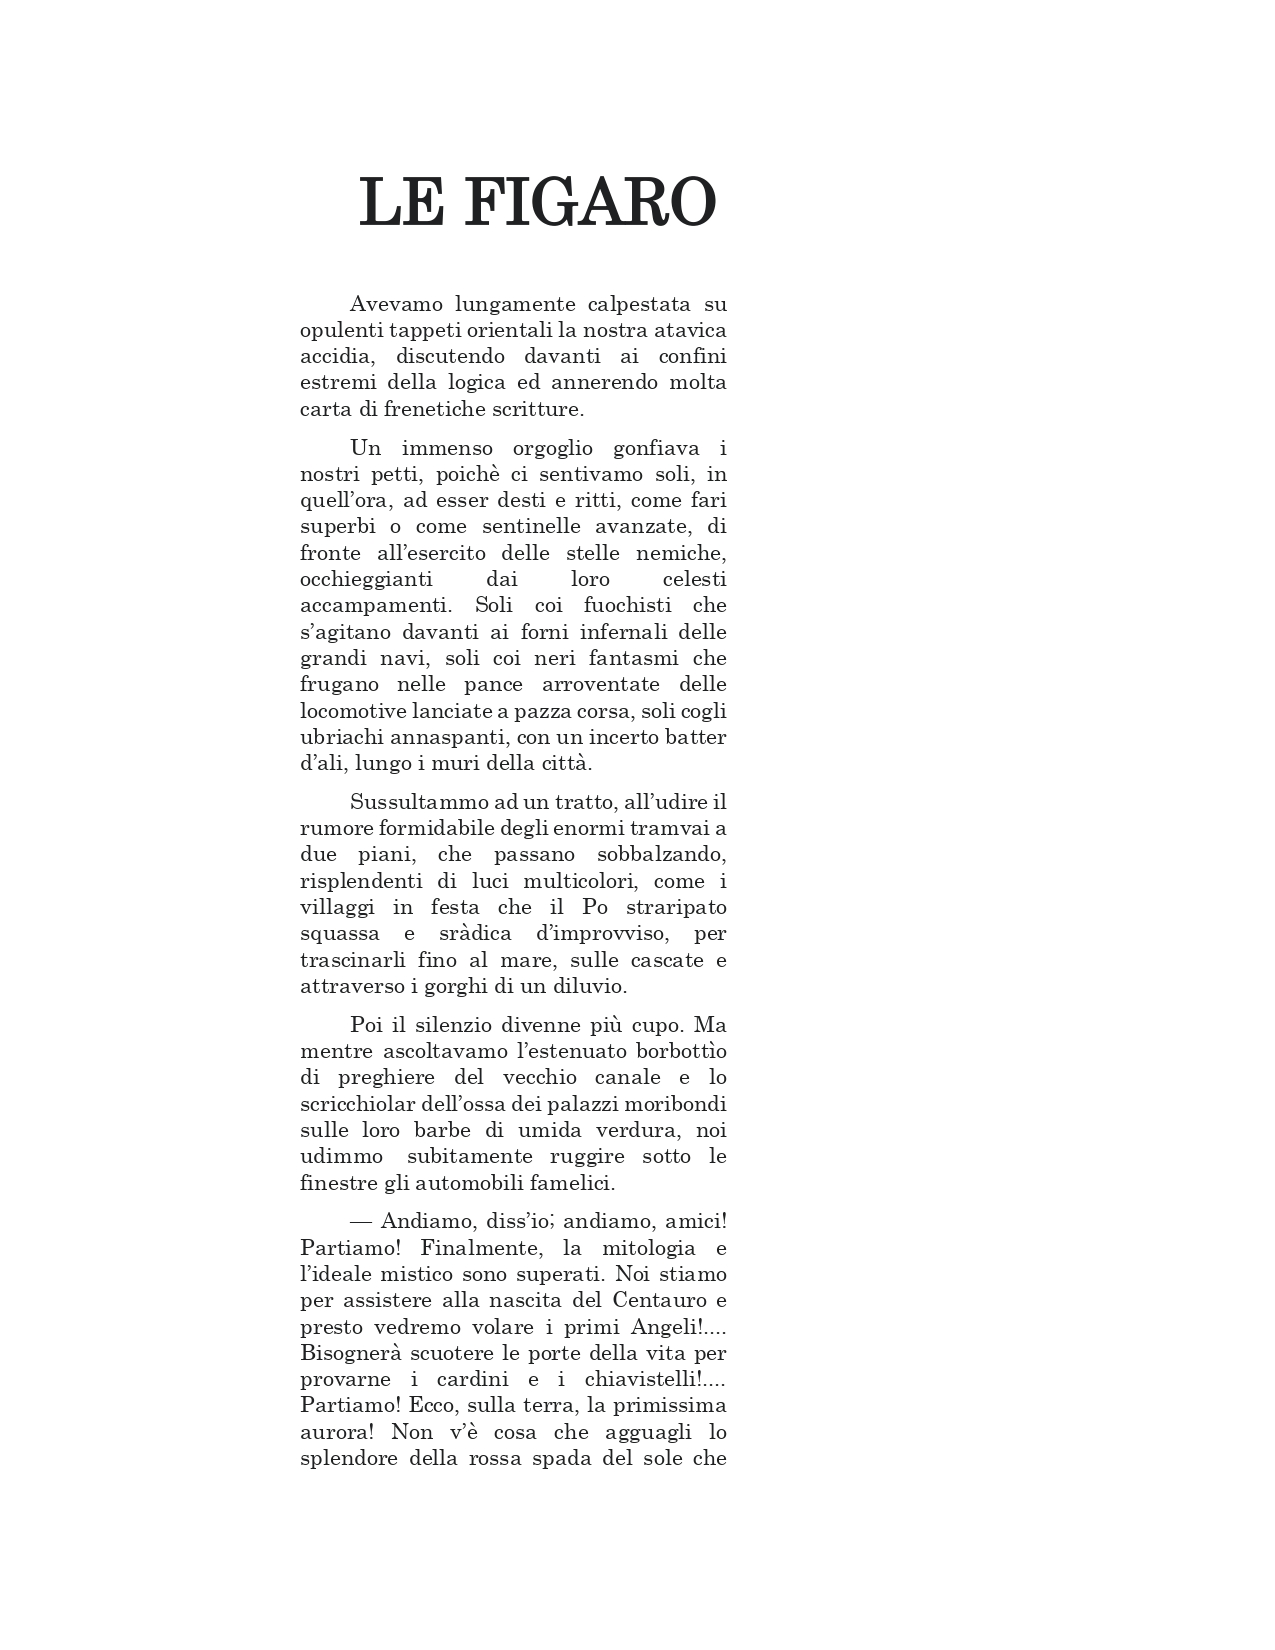 LE FIGARO
Avevamo lungamente calpestata su
opulenti tappeti orientali la nostra atavica
accidia, discutendo davanti ai confini
estremi della logica ed annerendo molta
carta di frenetiche scritture.
Un immenso orgoglio gonfiava i
nostri petti, poichè ci sentivamo soli, in
quell’ora, ad esser desti e ritti, come fari
superbi o come sentinelle avanzate, di
fronte all’esercito delle stelle nemiche,
occhieggianti dai loro celesti
accampamenti. Soli coi fuochisti che
s’agitano davanti ai forni infernali delle
grandi navi, soli coi neri fantasmi che
frugano nelle pance arroventate delle
locomotive lanciate a pazza corsa, soli cogli
ubriachi annaspanti, con un incerto batter
d’ali, lungo i muri della città.
Sussultammo ad un tratto, all’udire il
rumore formidabile degli enormi tramvai a
due piani, che passano sobbalzando,
risplendenti di luci multicolori, come i
villaggi in festa che il Po straripato
squassa e sràdica d’improvviso, per
trascinarli fino al mare, sulle cascate e
attraverso i gorghi di un diluvio.
Poi il silenzio divenne più cupo. Ma
mentre ascoltavamo l’estenuato borbottìo
di preghiere del vecchio canale e lo
scricchiolar dell’ossa dei palazzi moribondi
sulle loro barbe di umida verdura, noi
udimmo subitamente ruggire sotto le
finestre gli automobili famelici.
— Andiamo, diss’io; andiamo, amici!
Partiamo! Finalmente, la mitologia e
l’ideale mistico sono superati. Noi stiamo
per assistere alla nascita del Centauro e
presto vedremo volare i primi Angeli!....
Bisognerà scuotere le porte della vita per
provarne i cardini e i chiavistelli!....
Partiamo! Ecco, sulla terra, la primissima
aurora! Non v’è cosa che agguagli lo
splendore della rossa spada del sole che